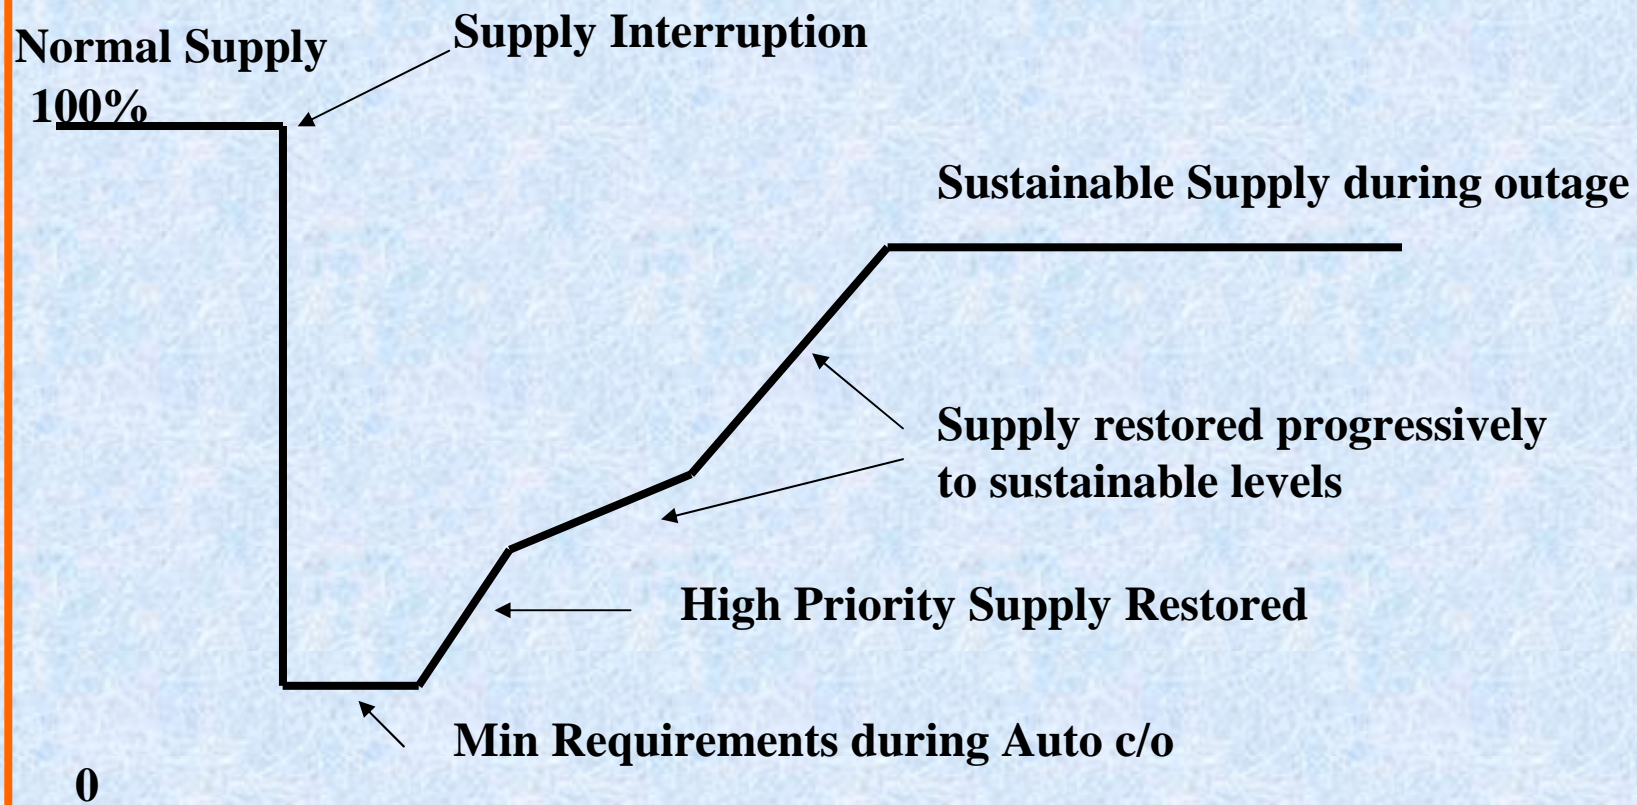 Normal Supply
100%
Supply Interruption
Sustainable Supply during outage
Supply restored progressively
to sustainable levels
High Priority Supply Restored
Min Requirements during Auto c/o
0